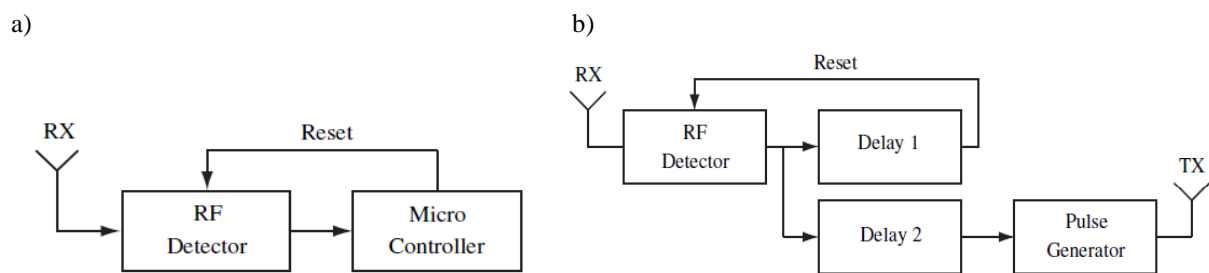 a)
RX
Reset
RF
Detector
Micro
Controller
b)
RX
Reset
RF
Detector
Delay 1
TX
Delay 2
Pulse
Generator